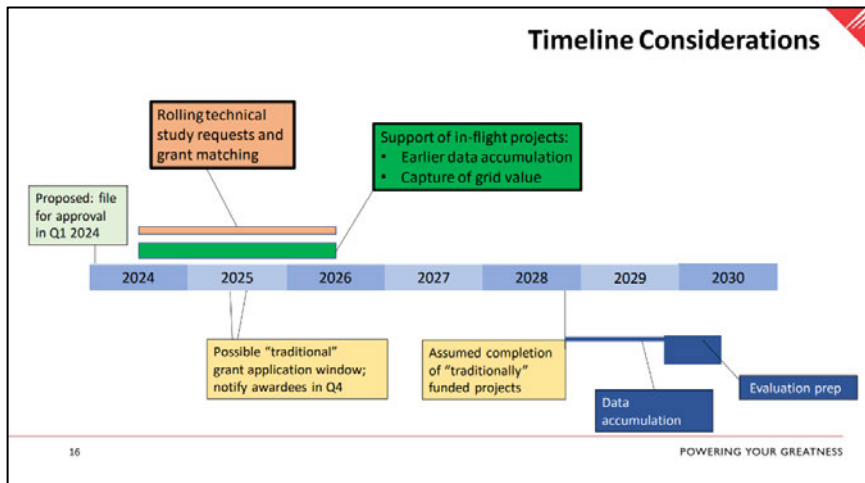 Timeline Considerations
Rolling technical
study requests and
grant matching
Support of in-flight projects:
• Earlier data accumulation
• Capture of grid value
Proposed: file
for approval
in Q1 2024
2024 2025 2026 2027 2028 2029 2030
Possible “traditional”
grant application window;
notify awardees in Q4
Assumed completion
of “traditionally”
funded projects
Data
accumulation
Evaluation prep
16
POWERING YOUR GREATNESS